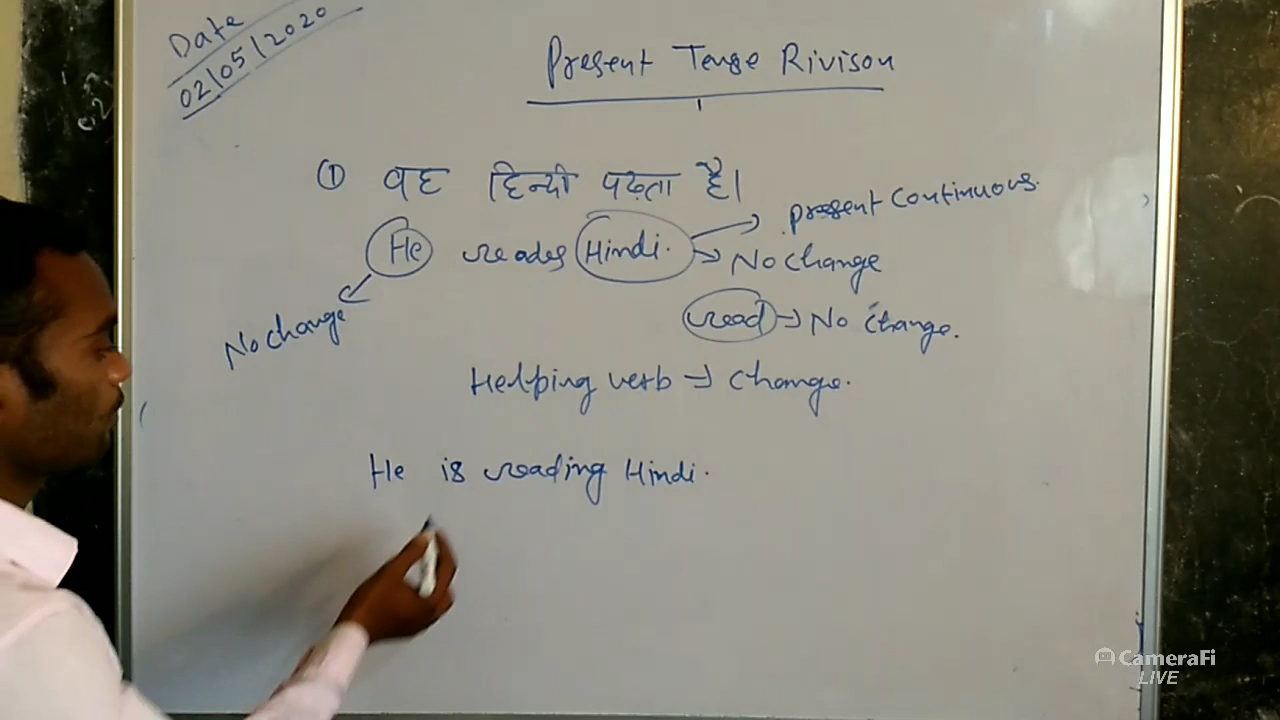 Date
02/05/2020
Present Tense Rivison
① वह हिन्दी पढ़ता है।
He reads Hindi. → present continuous.
→ No change
No change
read → No change.
Helping verb → change.
He is reading Hindi.
CameraFi
LIVE